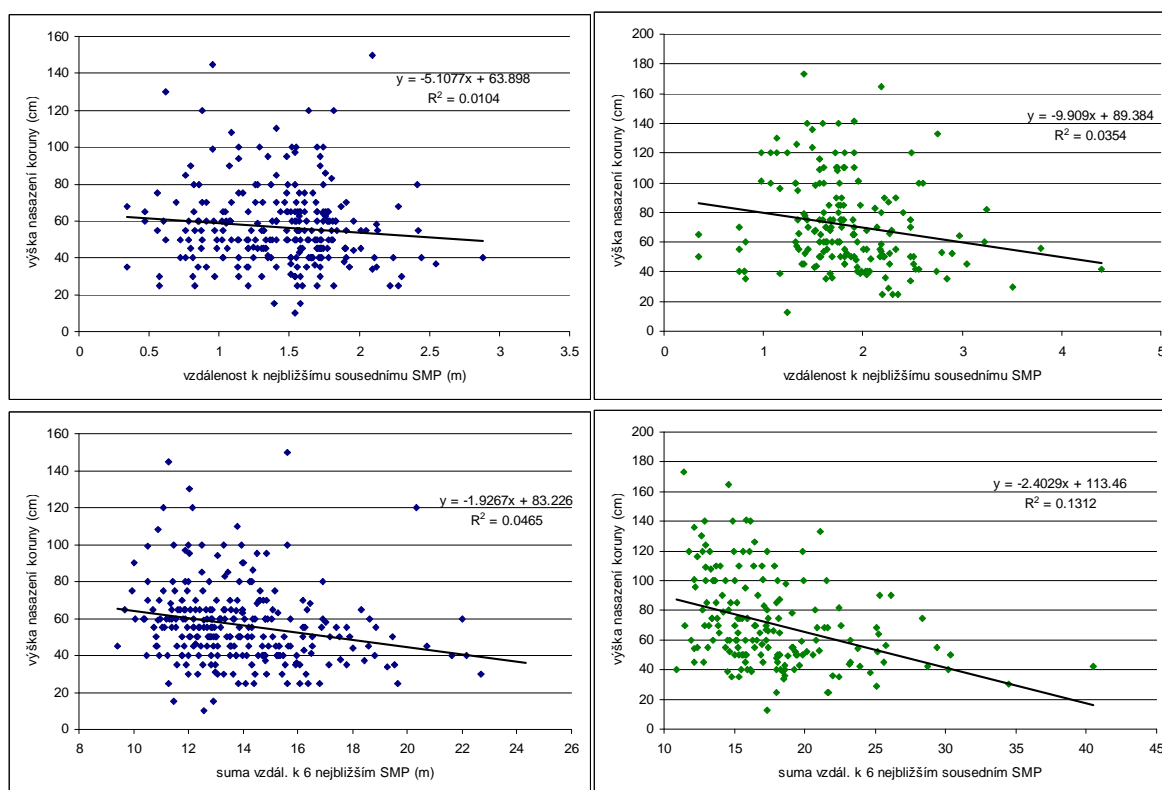 160
140
120
100
80
60
40
20
0
výška nasazení koruny (cm)
y = -5.1077x + 63.898
R² = 0.0104
0 0.5 1 1.5 2 2.5 3 3.5
vzdálenost k nejbližšímu sousednímu SMP (m)
200
180
160
140
120
100
80
60
40
20
0
výška nasazení koruny (cm)
y = -9.909x + 89.384
R² = 0.0354
0 1 2 3 4 5
vzdálenost k nejbližšímu sousednímu SMP
160
140
120
100
80
60
40
20
0
výška nasazení koruny (cm)
y = -1.9267x + 83.226
R² = 0.0465
8 10 12 14 16 18 20 22 24 26
suma vzdál. k 6 nejbližším SMP (m)
200
180
160
140
120
100
80
60
40
20
0
výška nasazení koruny (cm)
y = -2.4029x + 113.46
R² = 0.1312
10 15 20 25 30 35 40 45
suma vzdál. k 6 nejbližším sousedním SMP